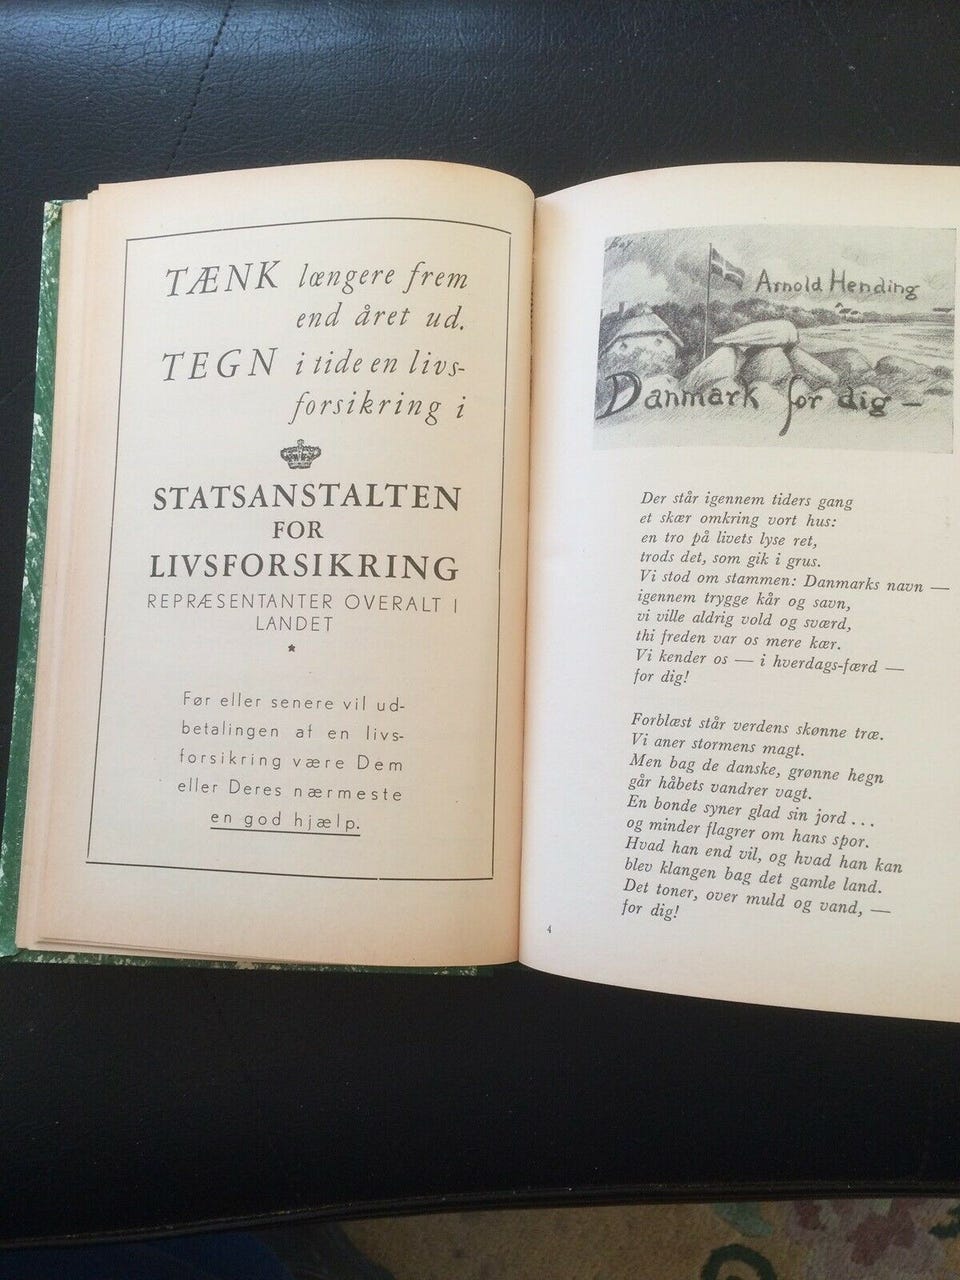 TÆNK længere frem
end året ud.
TEGN i tide en livs-
forsikring i
STATSANSTALTEN
FOR
LIVSFORSIKRING
REPRÆSENTANTER OVERALT I
LANDET
*
Før eller senere vil ud-
betalingen af en livs-
forsikring være Dem
eller Deres nærmeste
en god hjælp.
Arnold Hending
Danmark for dig —
Der står igennem tiders gang
et skær omkring vort hus:
en tro på livets lyse ret,
trods det, som gik i grus.
Vi stod om stammen: Danmarks navn —
igennem trygge kår og savn,
vi ville aldrig vold og sværd,
thi freden var os mere kær.
Vi kender os — i hverdags-færd —
for dig!
Forblæst står verdens skønne træ.
Vi aner stormens magt.
Men bag de danske, grønne hegn
går håbets vandrer vagt.
En bonde syner glad sin jord . . .
og minder flagrer om hans spor.
Hvad han end vil, og hvad han kan
blev klangen bag det gamle land.
Det toner, over muld og vand, —
for dig!
4